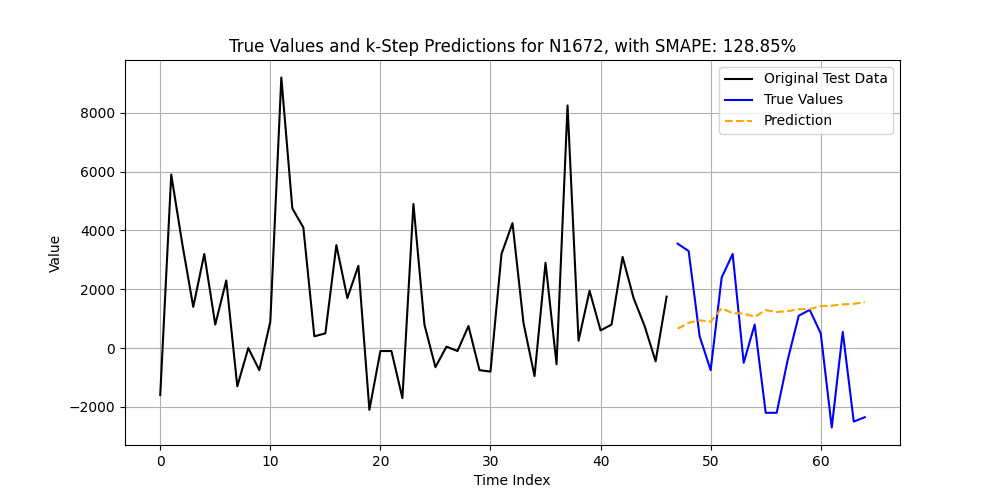 True Values and k-Step Predictions for N1672, with SMAPE: 128.85%
Original Test Data
True Values
Prediction
8000
6000
4000
2000
0
−2000
Value
0 10 20 30 40 50 60
Time Index